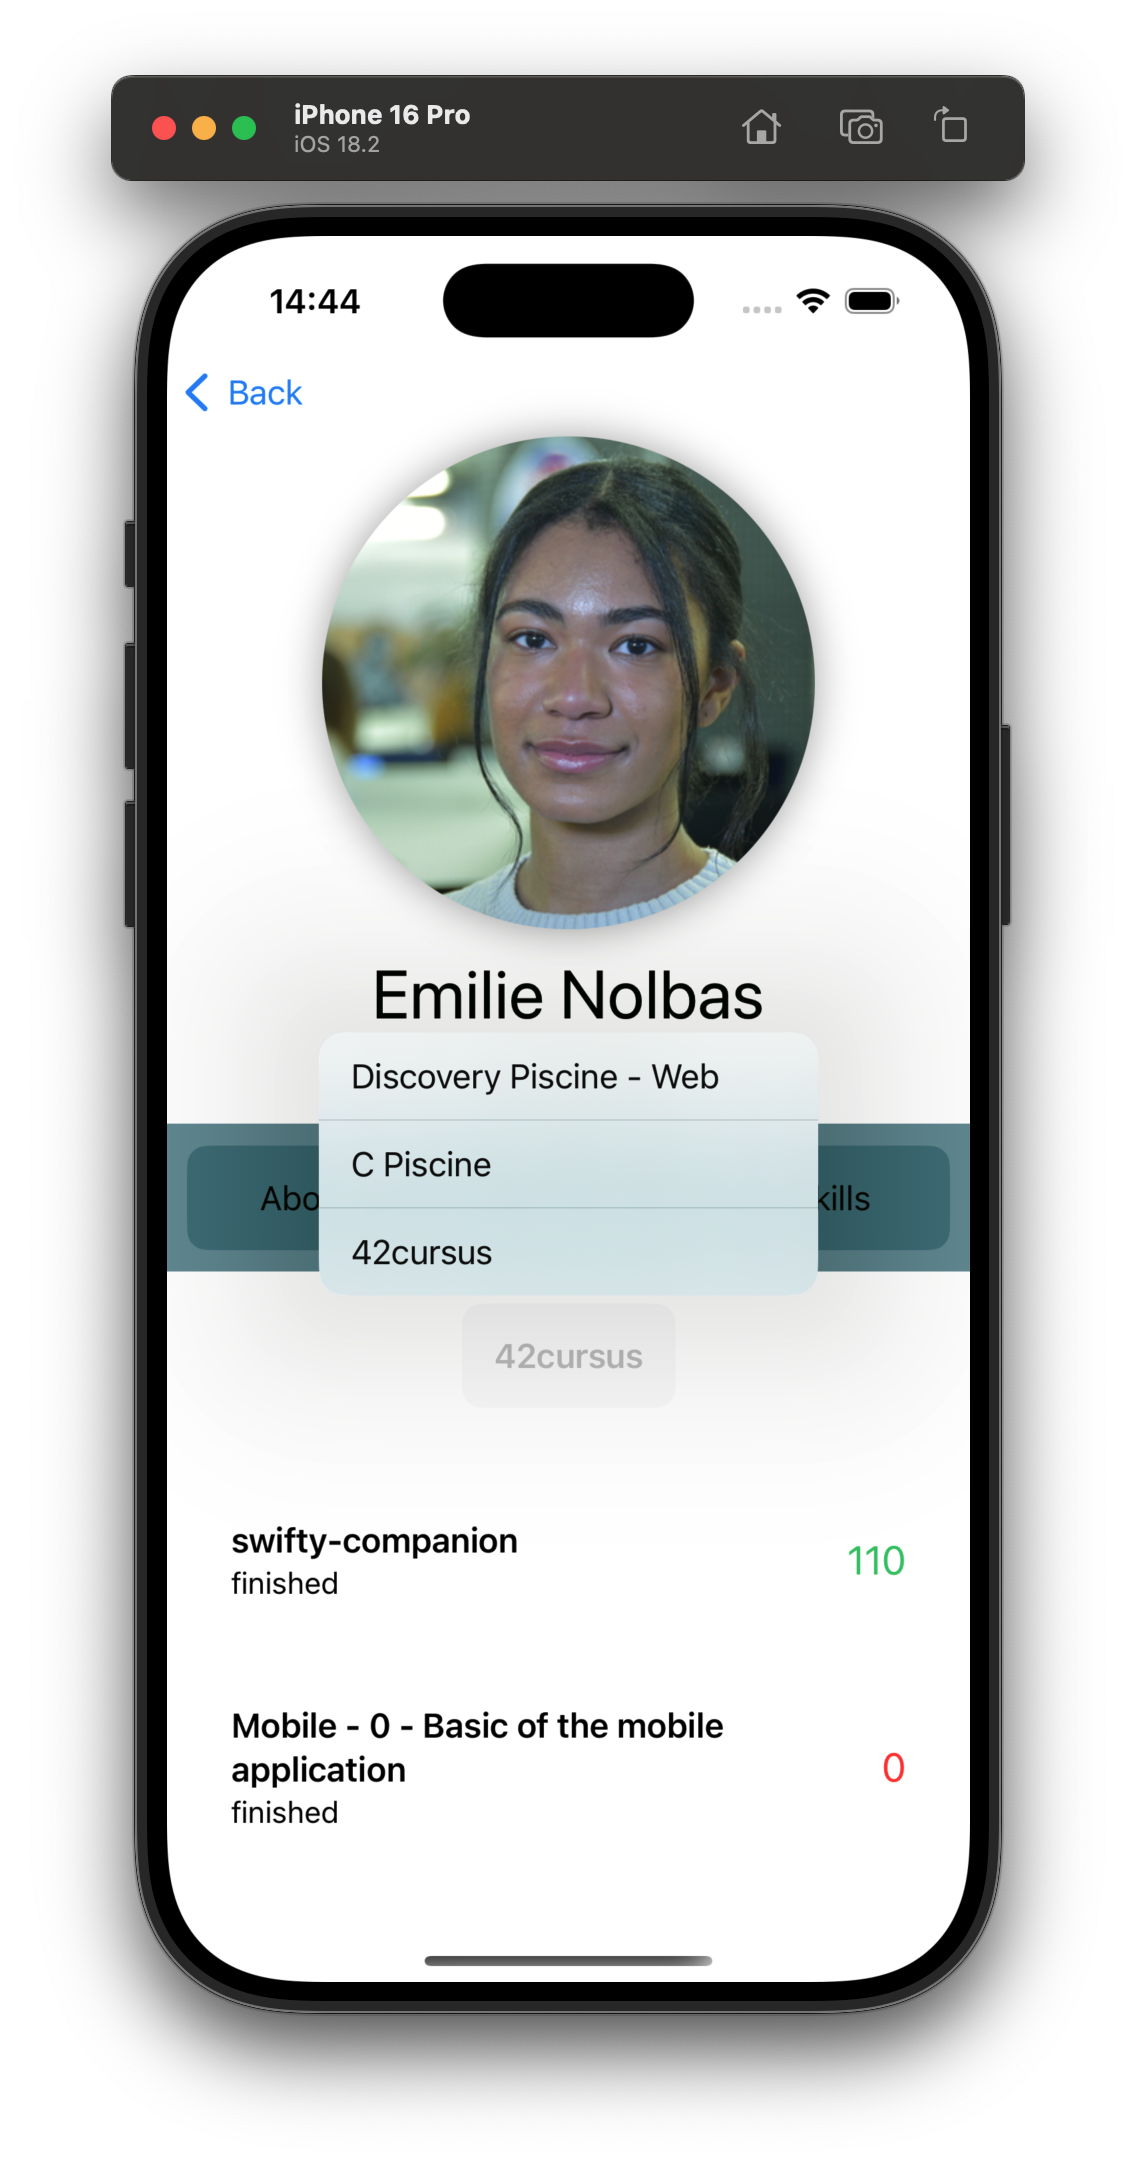 iPhone 16 Pro
iOS 18.2
14:44
Back
Emilie Nolbas
Discovery Piscine - Web
C Piscine
Abo kills
42cursus
42cursus
swifty-companion
finished
110
Mobile - 0 - Basic of the mobile
application
finished
0